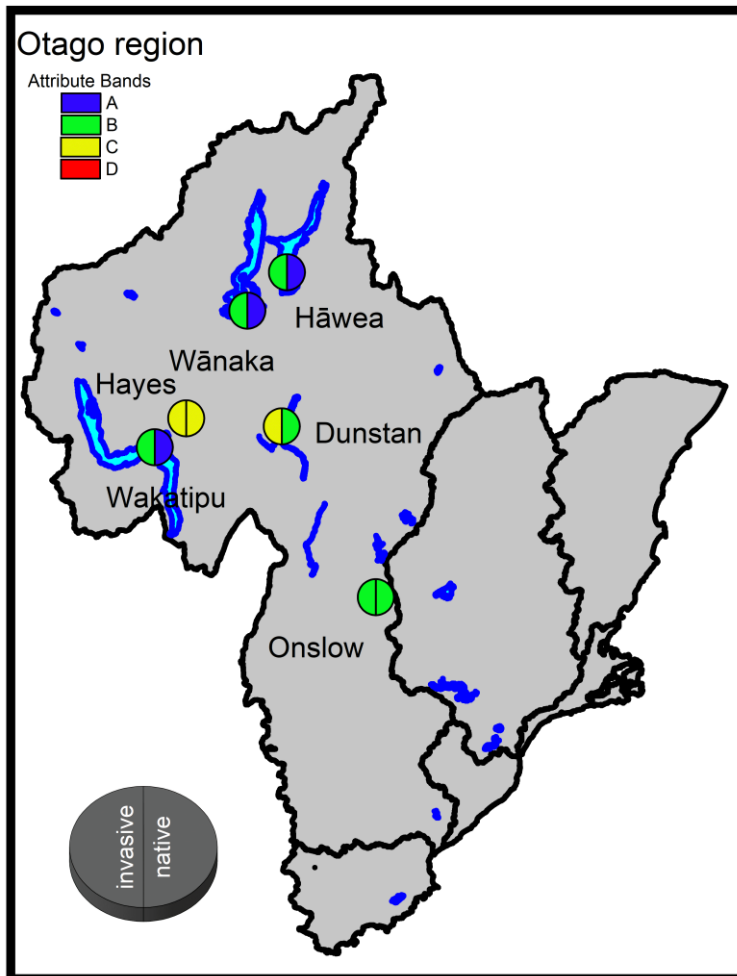 Otago region
Attribute Bands
A
B
C
D
Hāwea
Wānaka
Hayes
Dunstan
Wakatipu
Onslow
invasive
native